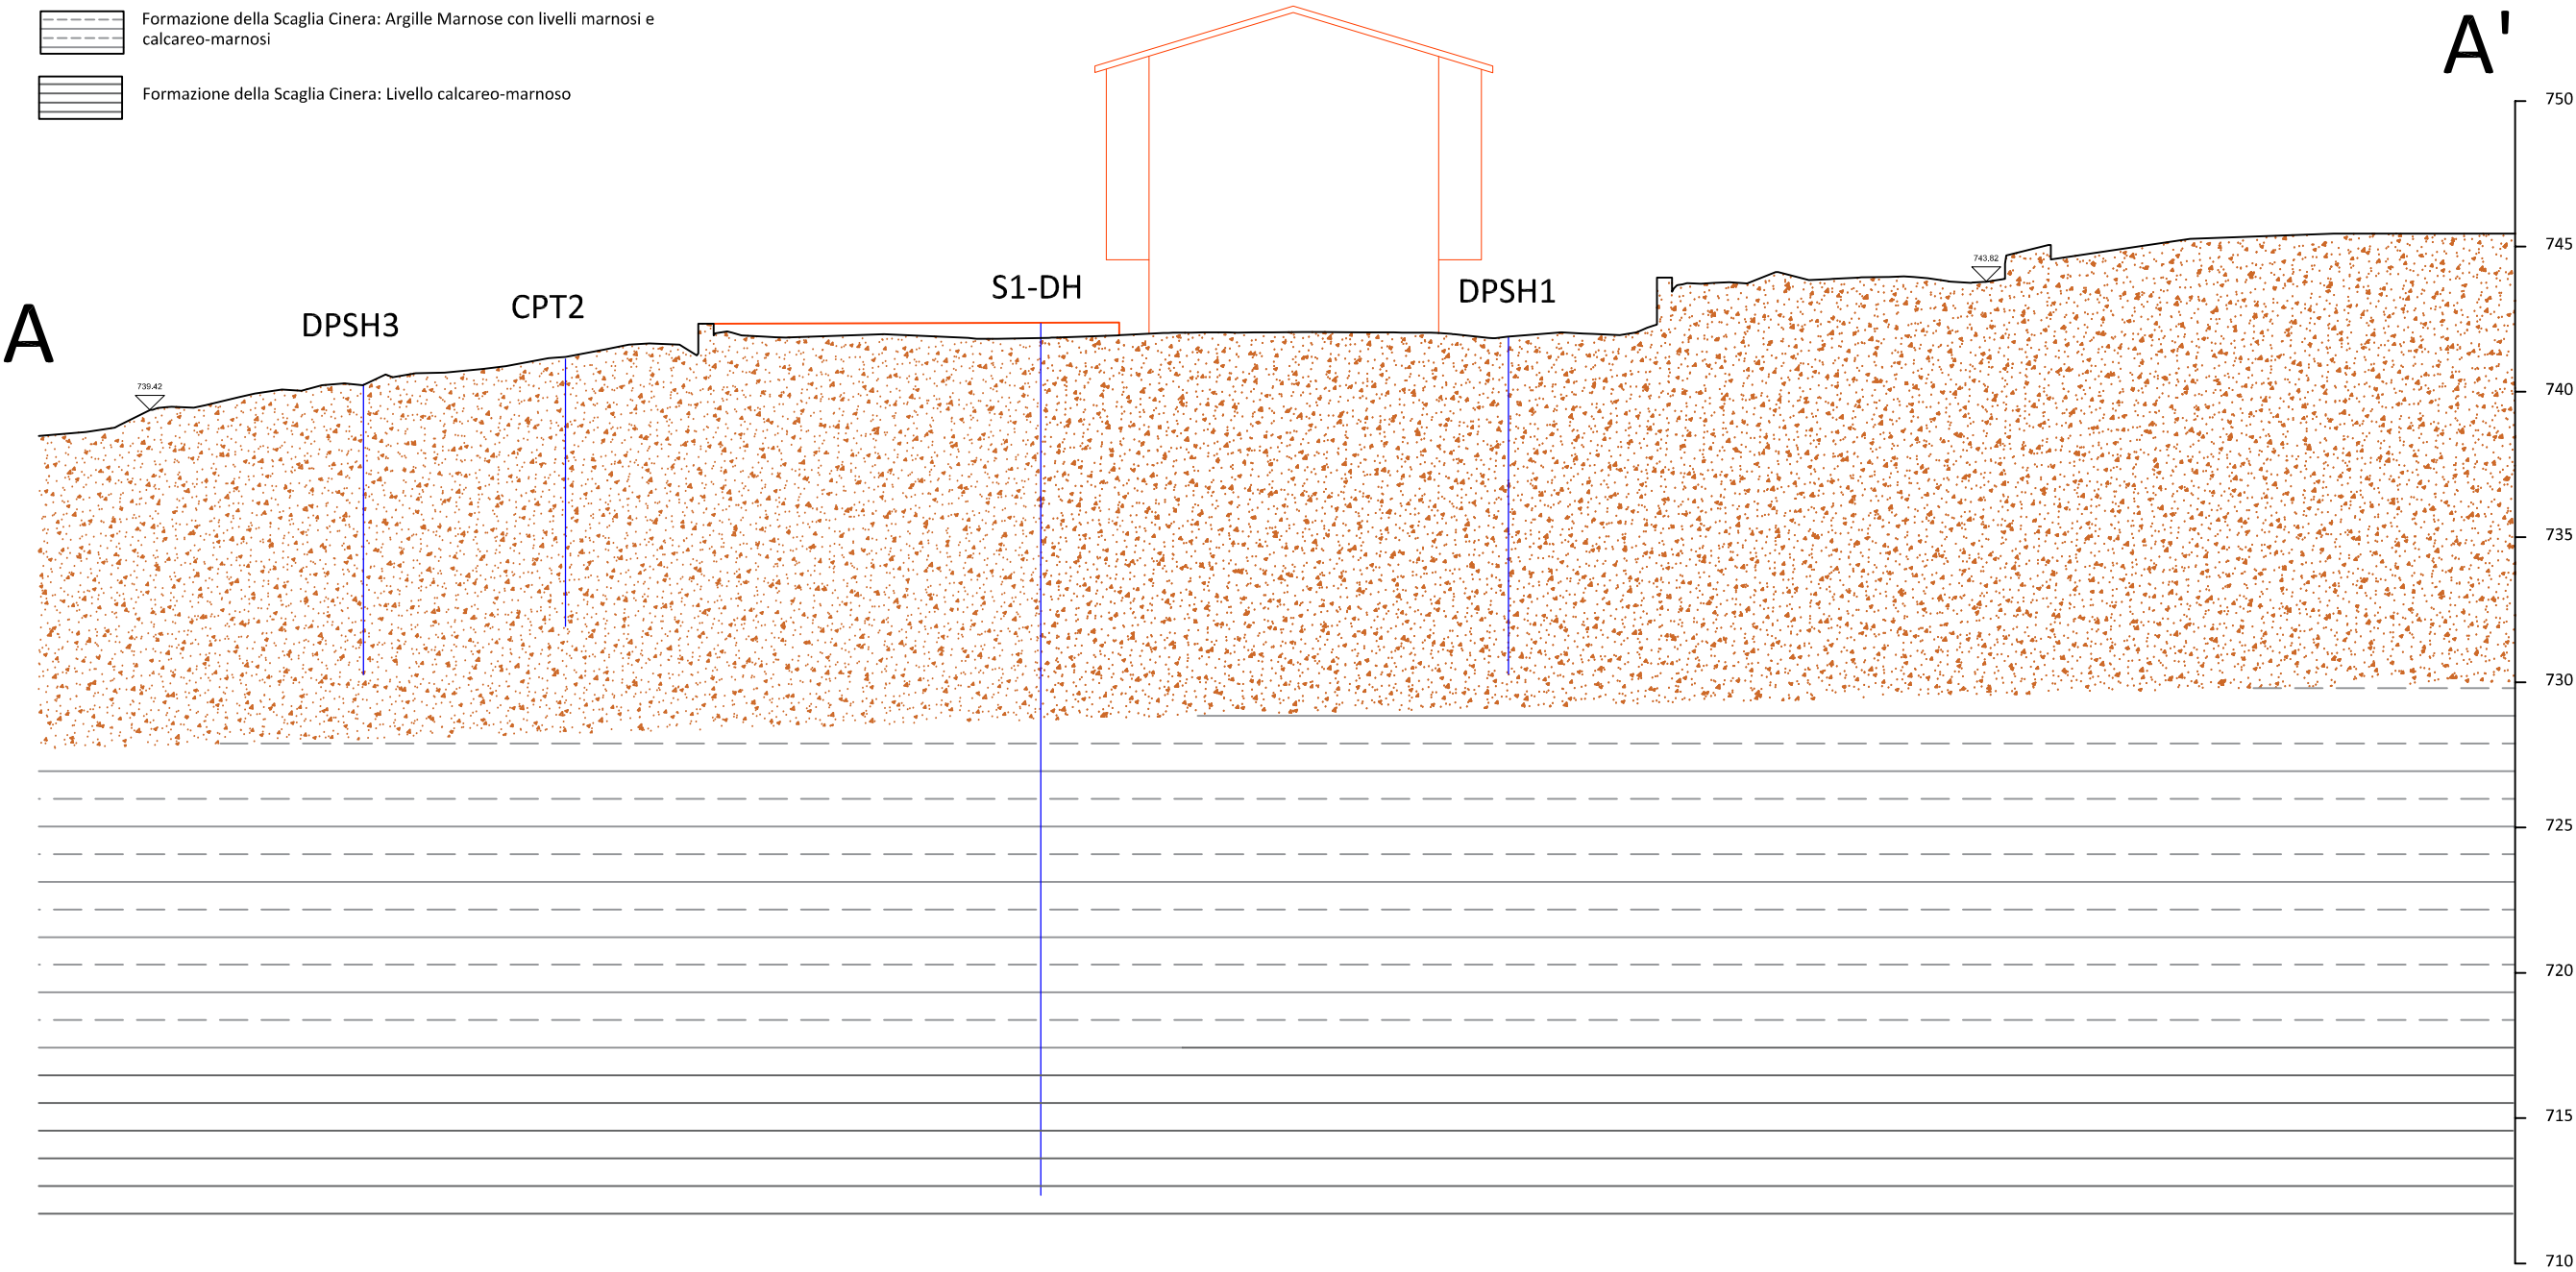 Formazione della Scaglia Cinera: Argille Marnose con livelli marnosi e
calcareo-marnosi
Formazione della Scaglia Cinera: Livello calcareo-marnoso
A'
750
745
743.82
S1-DH
DPSH1
CPT2
A
DPSH3
739.42
740
735
730
725
720
715
710